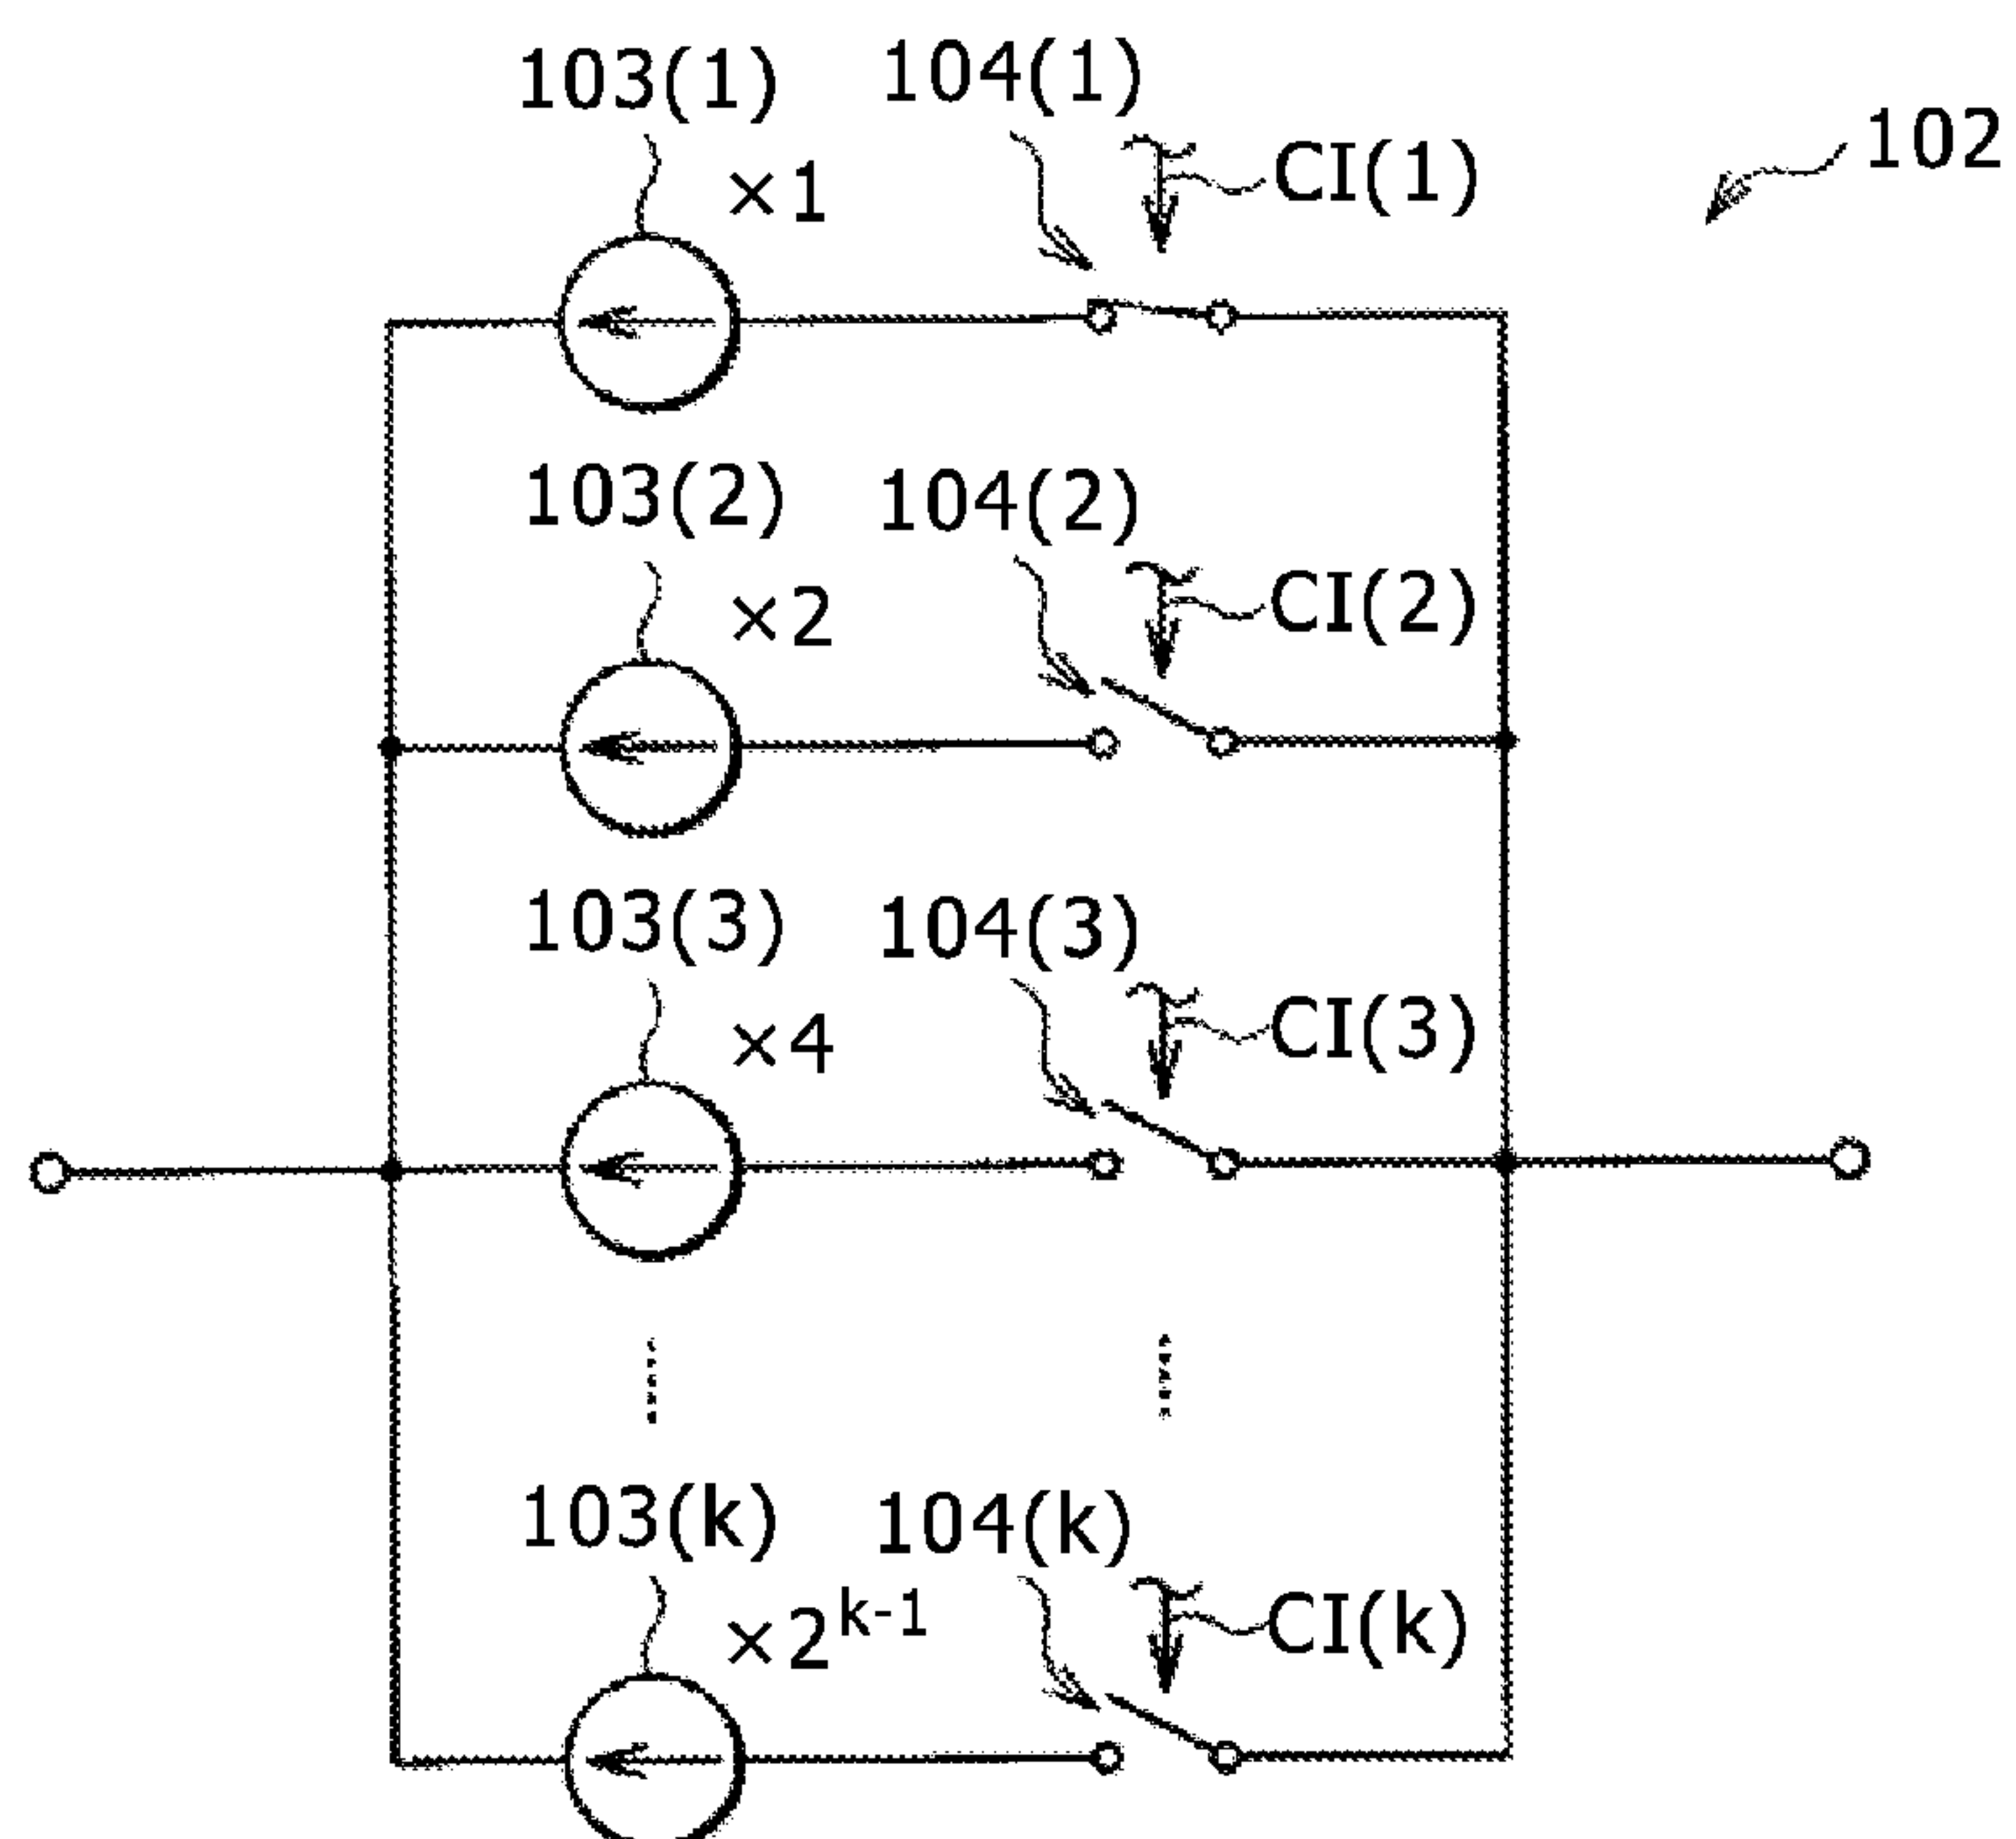 103(1) 104(1)
×1 CI(1) 102
103(2) 104(2)
×2 CI(2)
103(3) 104(3)
×4 CI(3)
103(k) 104(k)
×2^k-1 CI(k)